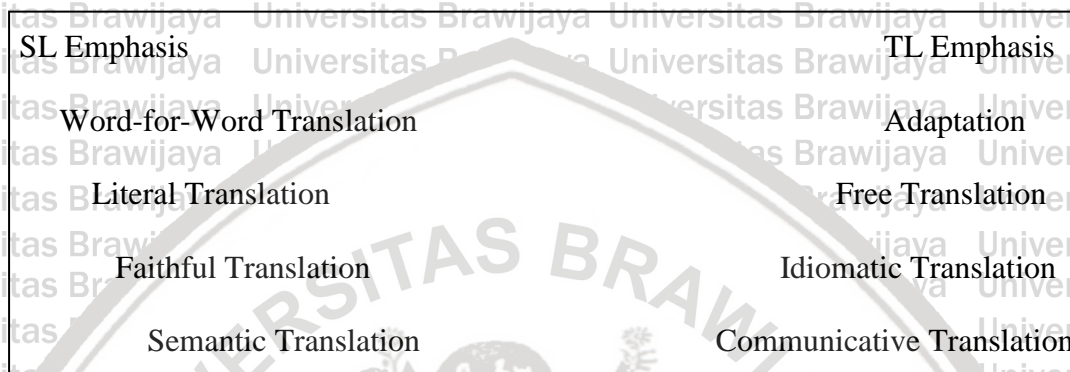 SL Emphasis TL Emphasis
Word-for-Word Translation Adaptation
Literal Translation Free Translation
Faithful Translation Idiomatic Translation
Semantic Translation Communicative Translation